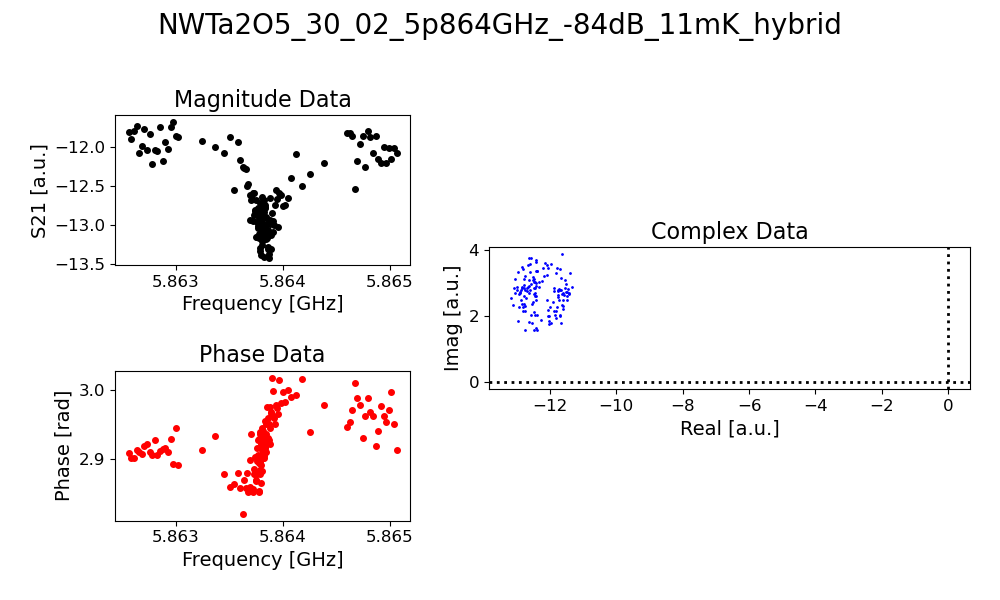 NWTa2O5_30_02_5p864GHz_-84dB_11mK_hybrid
Magnitude Data
S21 [a.u.]
−12.0
−12.5
−13.0
−13.5
5.863 5.864 5.865
Frequency [GHz]
Phase Data
Phase [rad]
3.0
2.9
5.863 5.864 5.865
Frequency [GHz]
Complex Data
Imag [a.u.]
4
2
0
−12 −10 −8 −6 −4 −2 0
Real [a.u.]